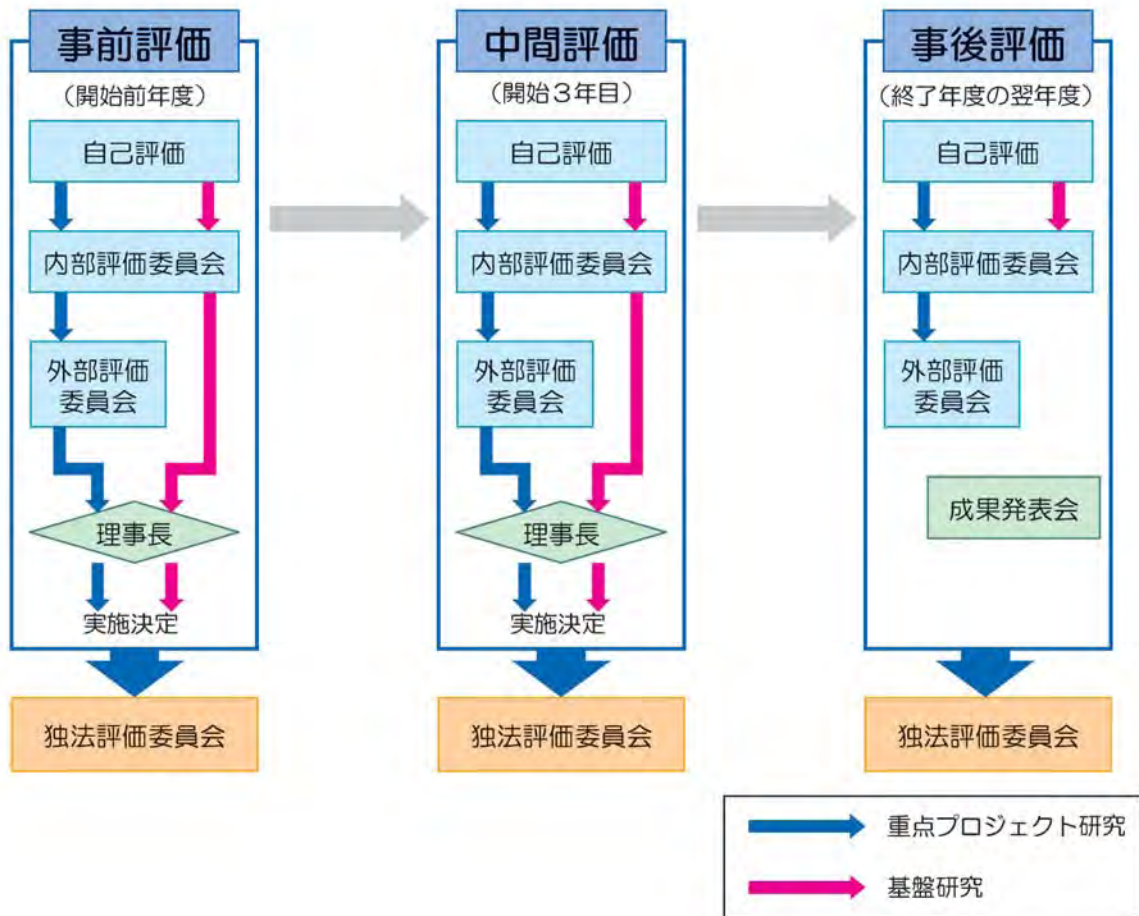 事前評価
（開始前年度）
自己評価
内部評価委員会
外部評価
委員会
理事長
実施決定
独法評価委員会
中間評価
（開始３年目）
自己評価
内部評価委員会
外部評価
委員会
理事長
実施決定
独法評価委員会
事後評価
（終了年度の翌年度）
自己評価
内部評価委員会
外部評価
委員会
成果発表会
独法評価委員会
重点プロジェクト研究
基盤研究